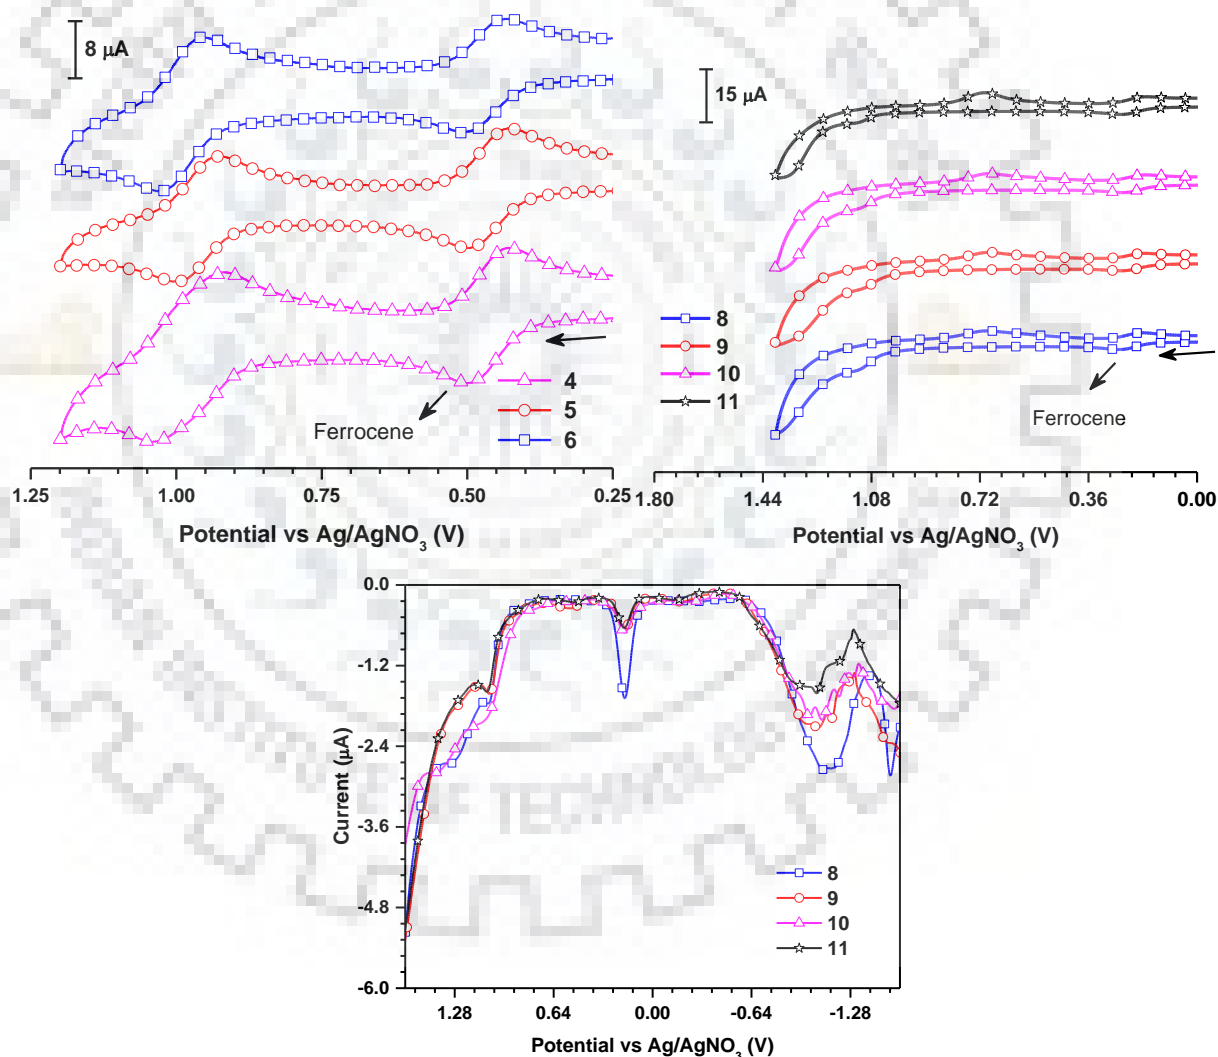 8 μA
4
5
6
Ferrocene
1.25 1.00 0.75 0.50 0.25
Potential vs Ag/AgNO3 (V)
15 μA
8
9
10
11
Ferrocene
1.80 1.44 1.08 0.72 0.36 0.00
Potential vs Ag/AgNO3 (V)
0.0
-1.2
-2.4
-3.6
-4.8
-6.0
Current (μA)
8
9
10
11
1.28 0.64 0.00 -0.64 -1.28
Potential vs Ag/AgNO3 (V)